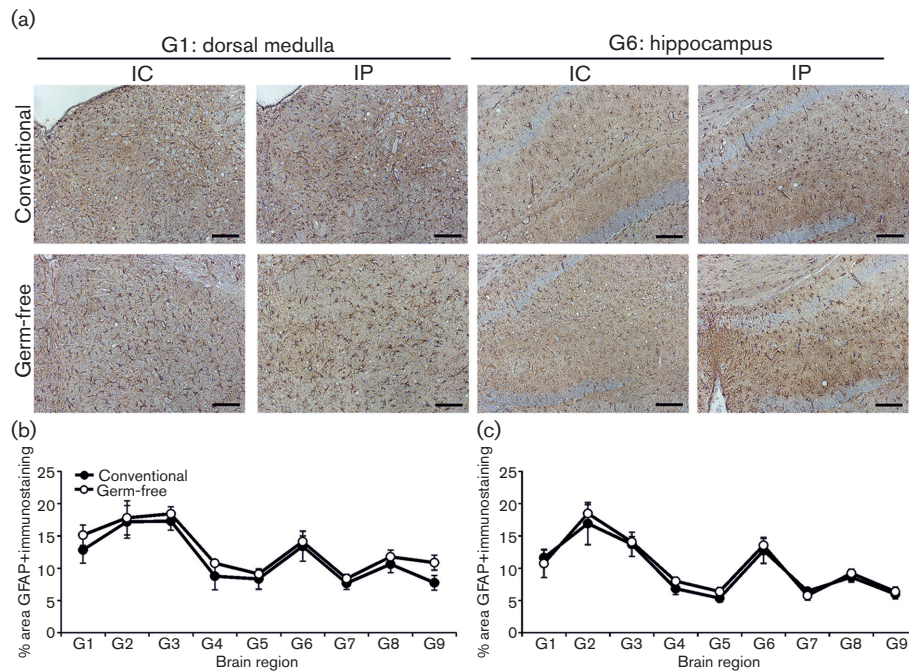 (a)
G1: dorsal medulla
G6: hippocampus
IC
IP
IC
IP
Conventional
Germ-free
(b)
% area GFAP+immunostaining
25
20
15
10
5
0
Conventional
Germ-free
G1 G2 G3 G4 G5 G6 G7 G8 G9
Brain region
(c)
% area GFAP+immunostaining
25
20
15
10
5
0
G1 G2 G3 G4 G5 G6 G7 G8 G9
Brain region